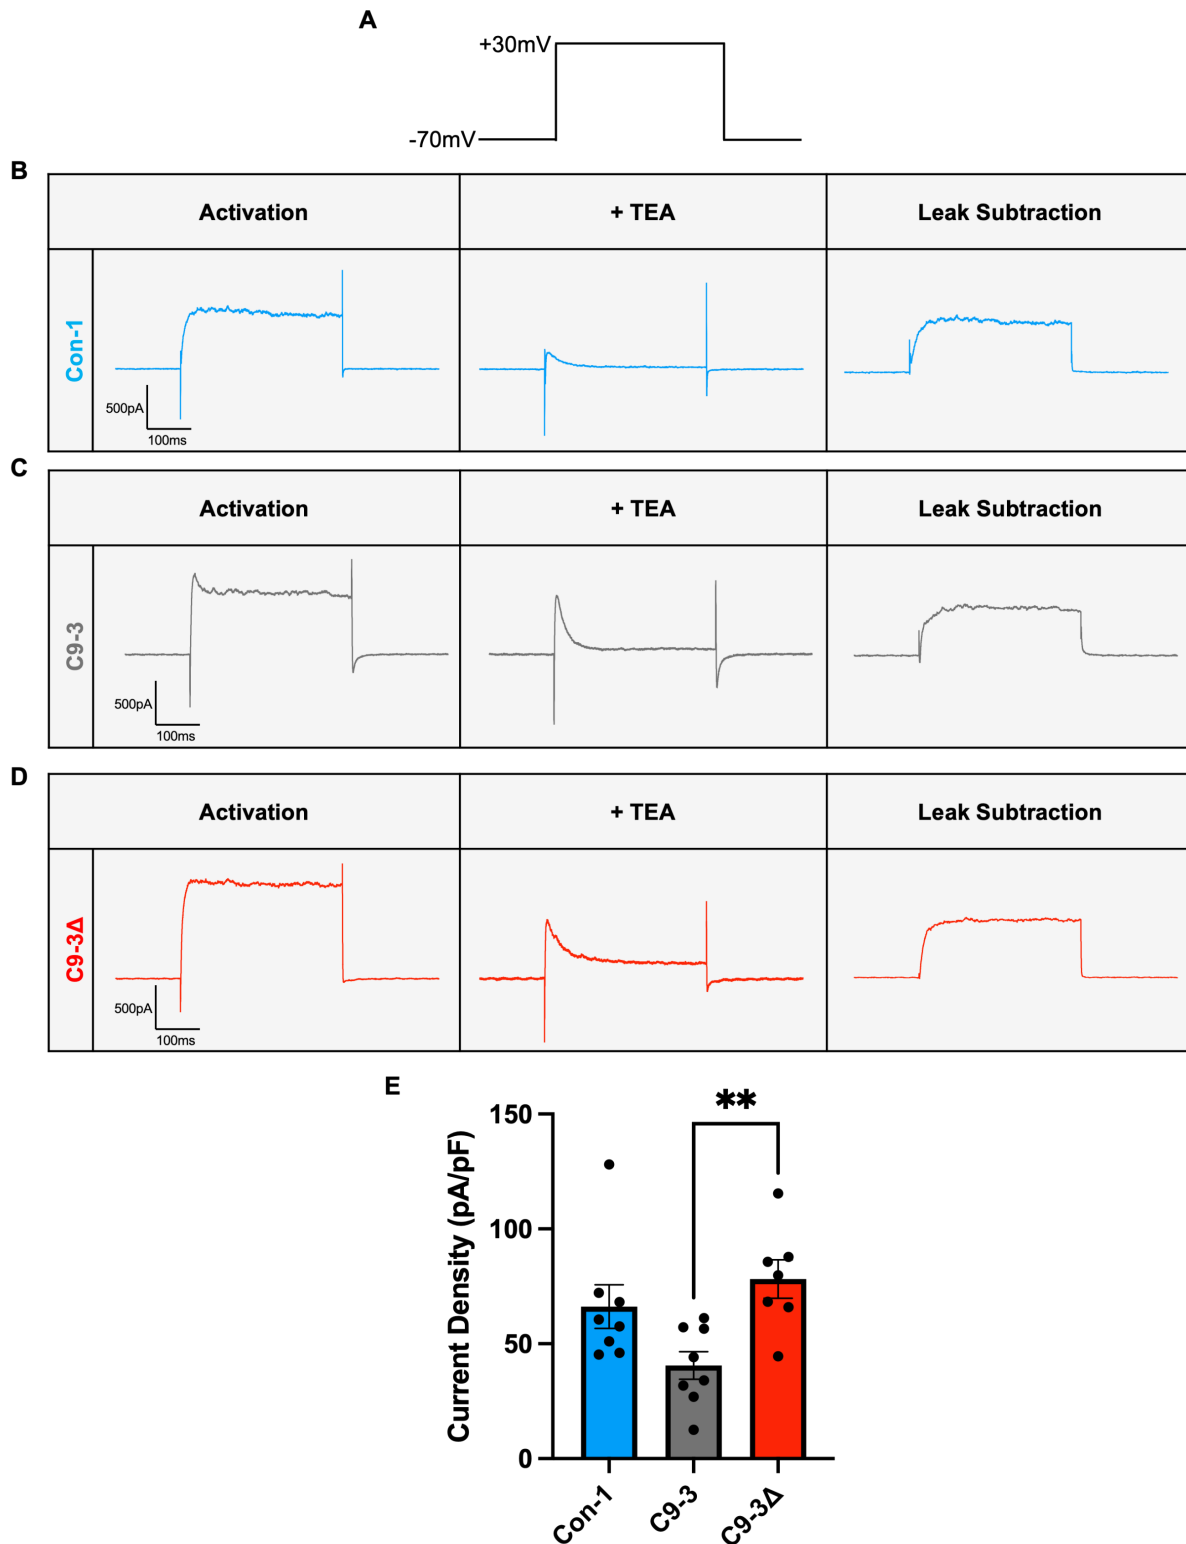 A
+30mV
-70mV
B
Activation
+ TEA
Leak Subtraction
Con-1
500pA
100ms
C
Activation
+ TEA
Leak Subtraction
C9-3
500pA
100ms
D
Activation
+ TEA
Leak Subtraction
C9-3Δ
500pA
100ms
E
**
Current Density (pA/pF)
150
100
50
0
Con-1
C9-3
C9-3Δ